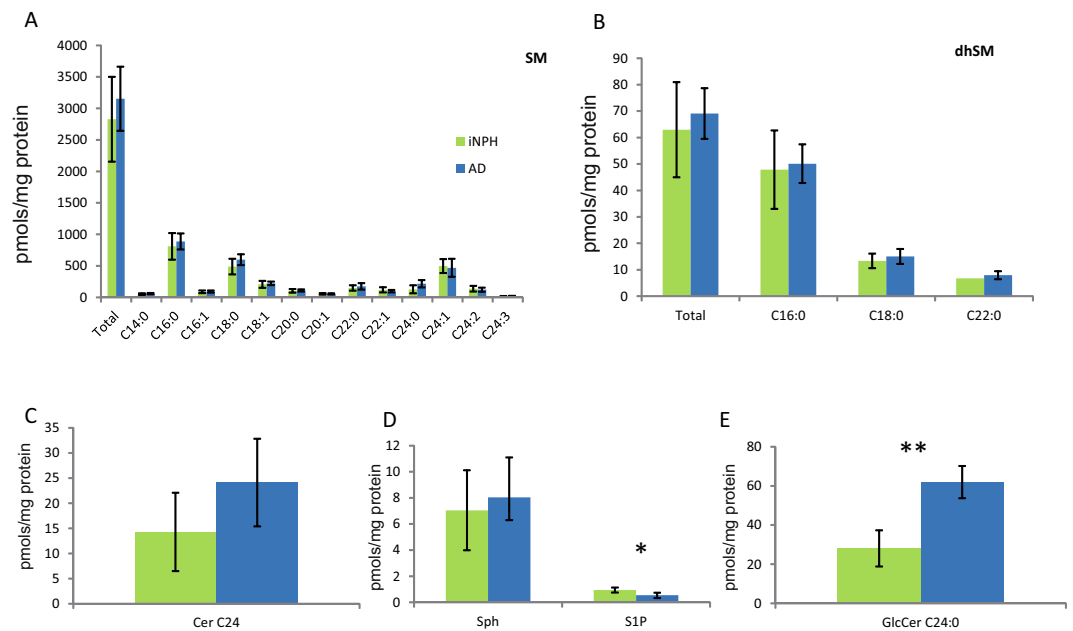 A
SM
pmols/mg protein
4000
3500
3000
2500
2000
1500
1000
500
0
iNPH
AD
Total C14:0 C16:0 C16:1 C18:0 C18:1 C20:0 C20:1 C22:0 C22:1 C24:0 C24:1 C24:2 C24:3
B
dhSM
pmols/mg protein
90
80
70
60
50
40
30
20
10
0
Total C16:0 C18:0 C22:0
C
pmols/mg protein
35
30
25
20
15
10
5
0
Cer C24
D
pmols/mg protein
12
10
8
6
4
2
0
*
Sph S1P
E
pmols/mg protein
80
60
40
20
0
**
GlcCer C24:0